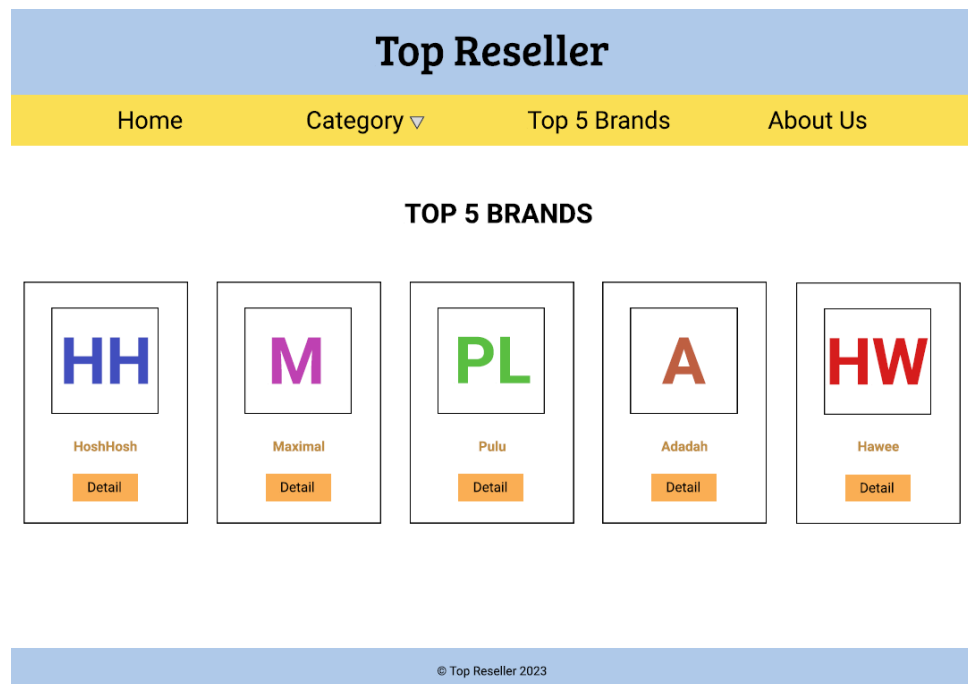 Top Reseller
Home Category Top 5 Brands About Us
TOP 5 BRANDS
HH M PL A HW
HoshHosh Maximal Pulu Adadah Hawee
Detail Detail Detail Detail Detail
© Top Reseller 2023